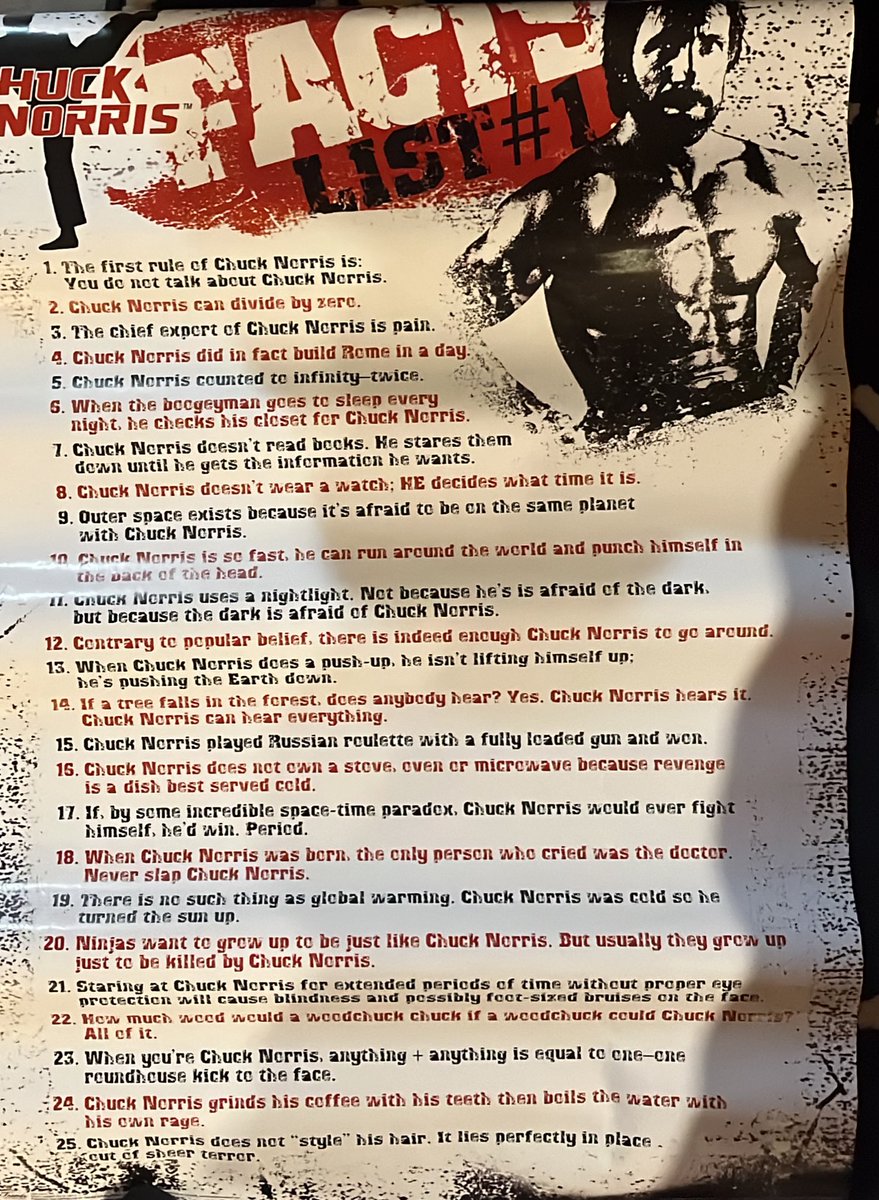 HUCK
NORRIS™
FACTS
LIST #1
1. The first rule of Chuck Norris is:
You do not talk about Chuck Norris.
2. Chuck Norris can divide by zero.
3. The chief export of Chuck Norris is pain.
4. Chuck Norris did in fact build Rome in a day.
5. Chuck Norris counted to infinity–twice.
6. When the boogeyman goes to sleep every
night, he checks his closet for Chuck Norris.
7. Chuck Norris doesn't read books. He stares them
down until he gets the information he wants.
8. Chuck Norris doesn't wear a watch; HE decides what time it is.
9. Outer space exists because it's afraid to be on the same planet
with Chuck Norris.
10. Chuck Norris is so fast, he can run around the world and punch himself in
the back of the head.
11. Chuck Norris uses a nightlight. Not because he's is afraid of the dark,
but because the dark is afraid of Chuck Norris.
12. Contrary to popular belief, there is indeed enough Chuck Norris to go around.
13. When Chuck Norris does a push-up, he isn't lifting himself up;
he's pushing the Earth down.
14. If a tree falls in the forest, does anybody hear? Yes. Chuck Norris hears it.
Chuck Norris can hear everything.
15. Chuck Norris played Russian roulette with a fully loaded gun and won.
16. Chuck Norris does not own a stove, oven or microwave because revenge
is a dish best served cold.
17. If, by some incredible space-time paradox, Chuck Norris would ever fight
himself, he'd win. Period.
18. When Chuck Norris was born, the only person who cried was the doctor.
Never slap Chuck Norris.
19. There is no such thing as global warming. Chuck Norris was cold so he
turned the sun up.
20. Ninjas want to grow up to be just like Chuck Norris. But usually they grow up
just to be killed by Chuck Norris.
21. Staring at Chuck Norris for extended periods of time without proper eye
protection will cause blindness and possibly foot-sized bruises on the face.
22. How much wood would a woodchuck chuck if a woodchuck could Chuck Norris?
All of it.
23. When you're Chuck Norris, anything + anything is equal to one–one
roundhouse kick to the face.
24. Chuck Norris grinds his coffee with his teeth then boils the water with
his own rage.
25. Chuck Norris does not "style" his hair. It lies perfectly in place
out of sheer terror.